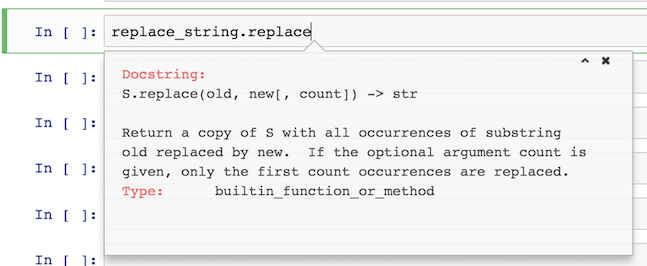 In [ ]: replace_string.replace
In [ ]:
Docstring:
S.replace(old, new[, count]) -> str
In [ ]:
Return a copy of S with all occurrences of substring
old replaced by new.  If the optional argument count is
In [ ]:
given, only the first count occurrences are replaced.
Type:      builtin_function_or_method
In [ ]:
In [ ]: